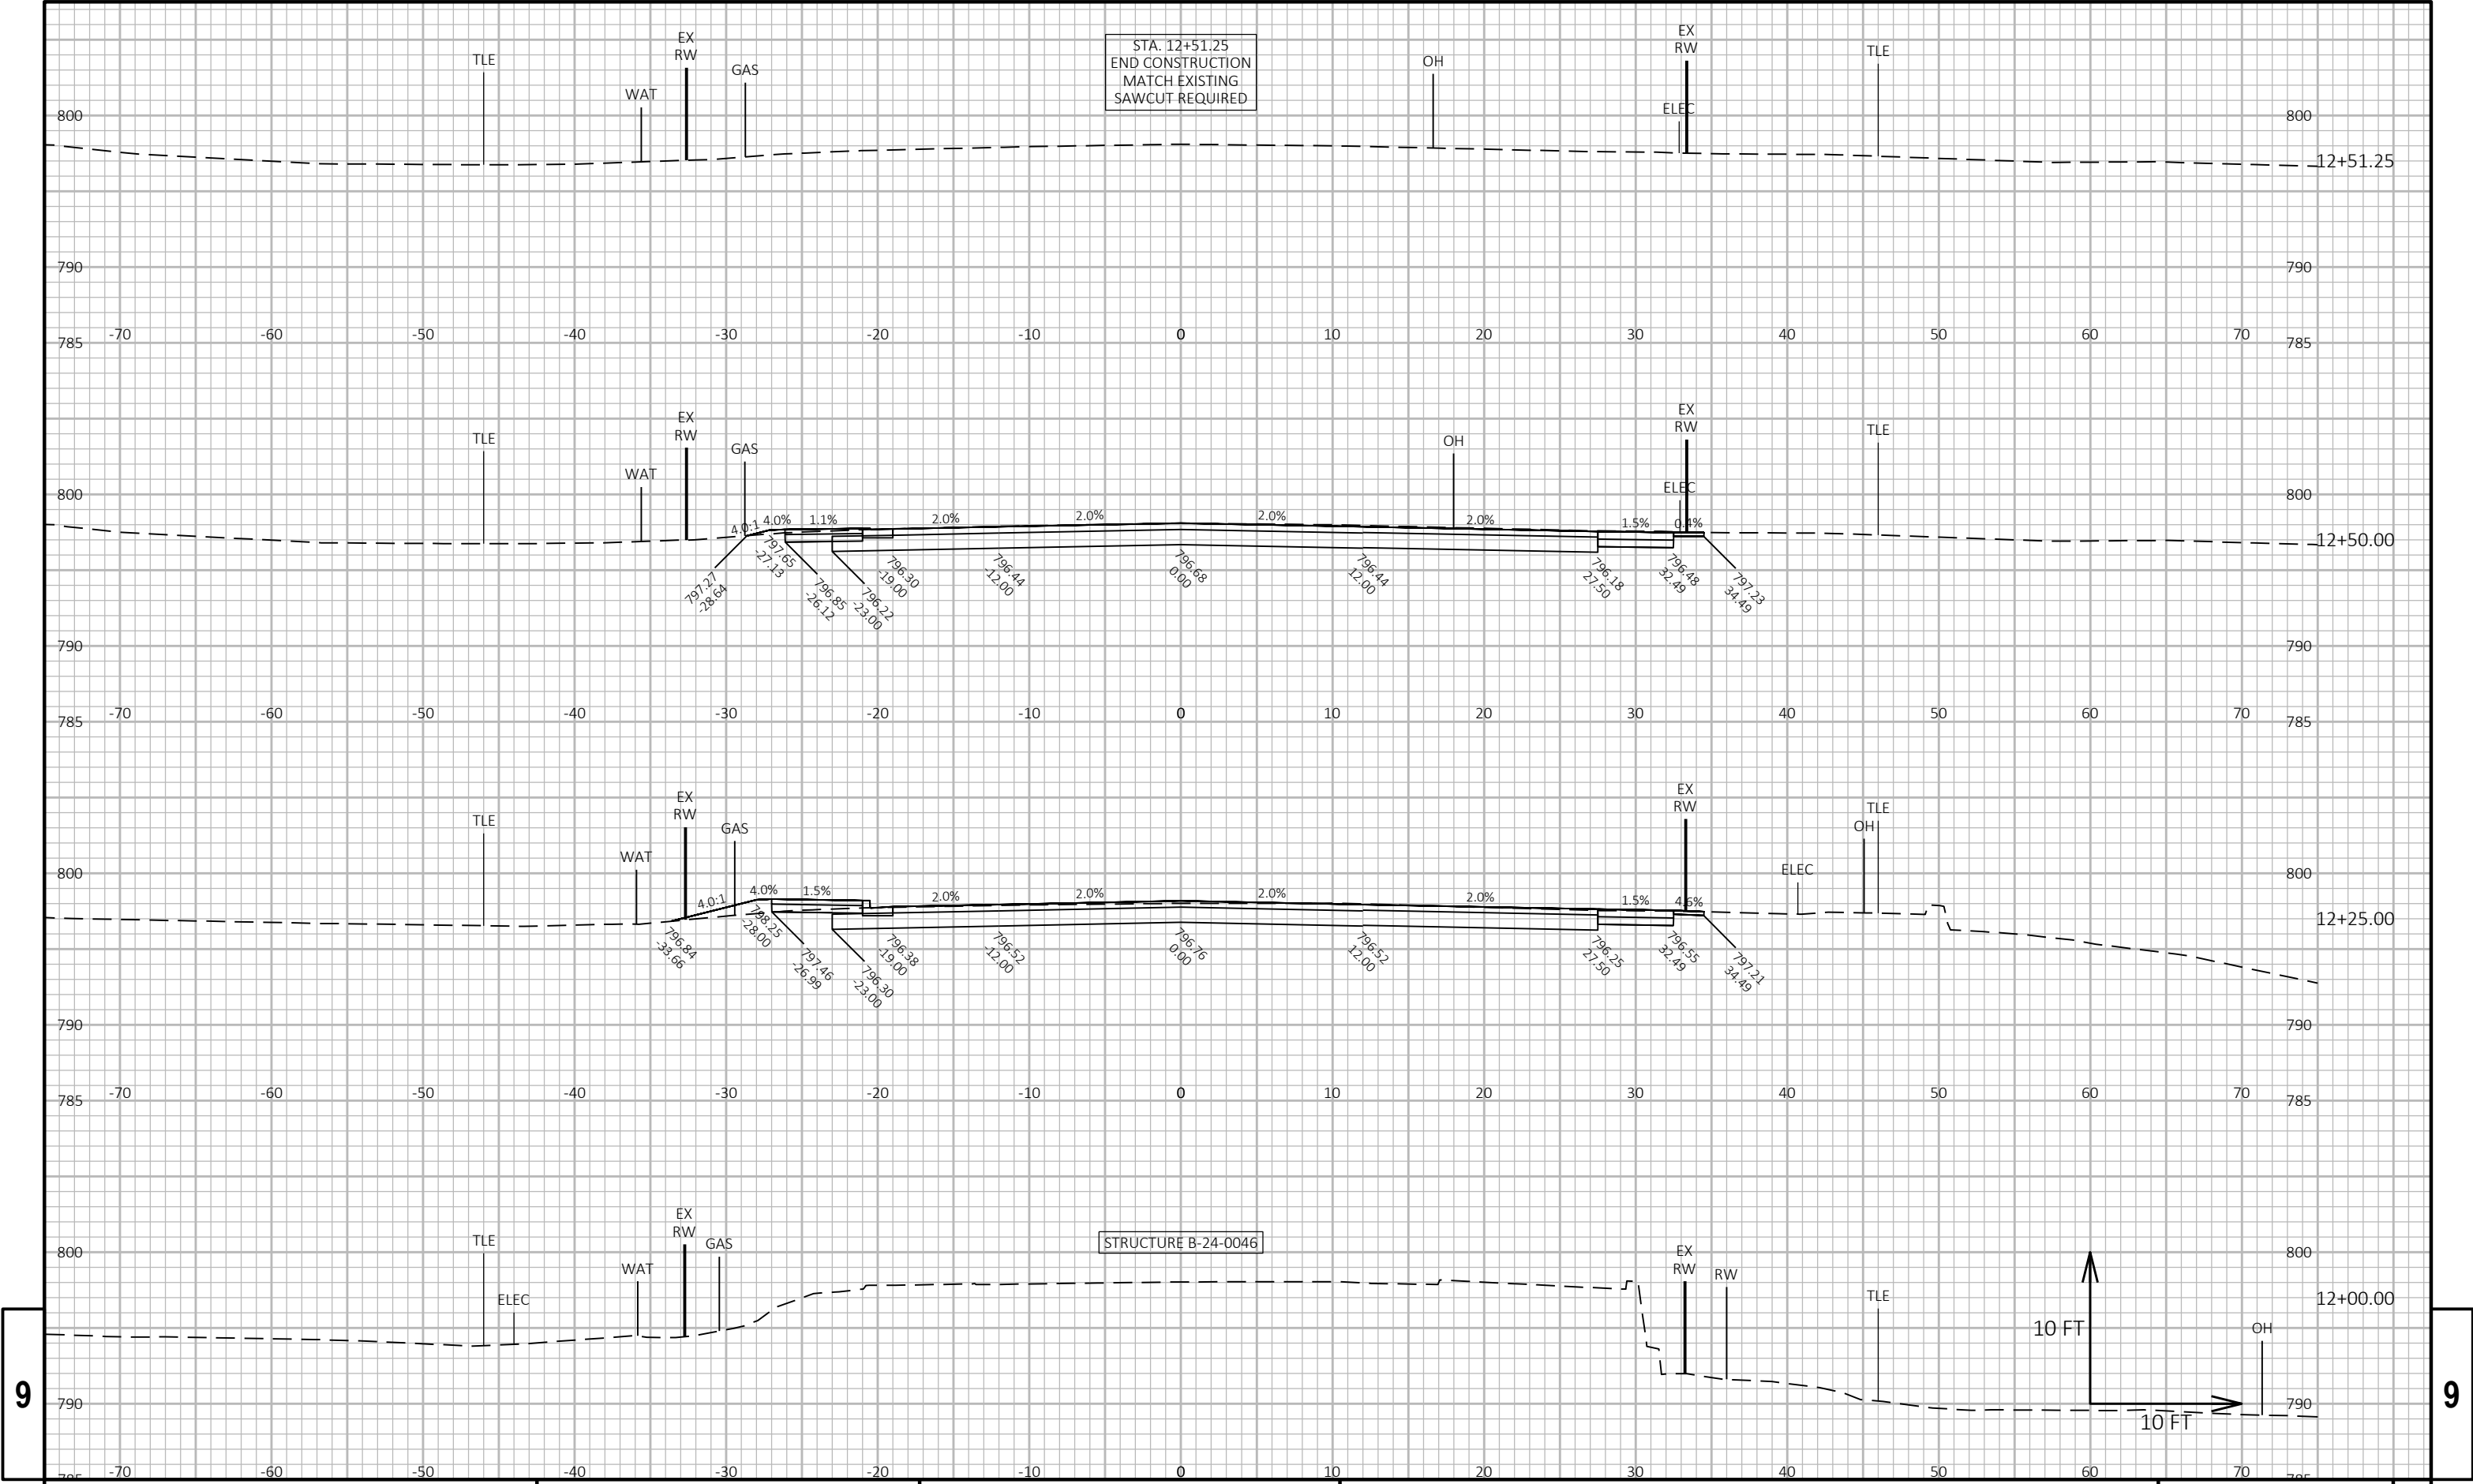 EX
RW
TLE
GAS
WAT
STA. 12+51.25
END CONSTRUCTION
MATCH EXISTING
SAWCUT REQUIRED
OH
EX
RW
ELEC
TLE
800
800
12+51.25
790
790
-70 -60 -50 -40 -30 -20 -10 0 10 20 30 40 50 60 70
785
785
EX
RW
TLE
GAS
WAT
OH
EX
RW
ELEC
TLE
800
800
4.0:1 4.0% 1.1% 2.0% 2.0% 2.0% 2.0% 1.5% 0.4%
12+50.00
797.27
-28.64
797.65
-27.13
796.85
-26.12
796.22
-23.00
796.30
-19.00
796.44
-12.00
796.68
0.00
796.44
12.00
796.18
27.50
796.48
32.49
797.23
34.49
790
790
-70 -60 -50 -40 -30 -20 -10 0 10 20 30 40 50 60 70
785
785
EX
RW
TLE
GAS
WAT
EX
RW
ELEC
OH
TLE
800
800
4.0:1 4.0% 1.5% 2.0% 2.0% 2.0% 2.0% 1.5% 4.6%
12+25.00
796.84
-33.66
798.25
-28.00
797.46
-26.99
796.30
-23.00
796.38
-19.00
796.52
-12.00
796.76
0.00
796.52
12.00
796.25
27.50
796.55
32.49
797.21
34.49
790
790
-70 -60 -50 -40 -30 -20 -10 0 10 20 30 40 50 60 70
785
785
EX
RW
TLE
GAS
WAT
ELEC
STRUCTURE B-24-0046
EX
RW
RW
TLE
800
800
12+00.00
10 FT
OH
790
790
10 FT
9
9
-70 -60 -50 -40 -30 -20 -10 0 10 20 30 40 50 60 70
785
785